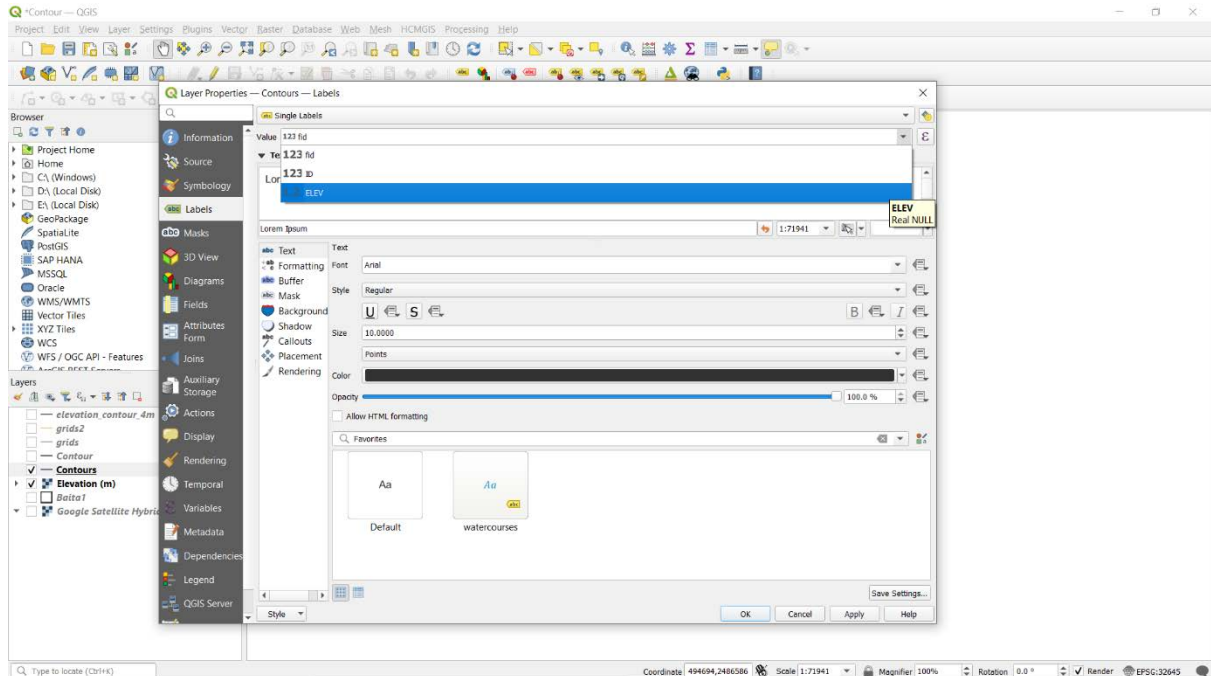 *Contour — QGIS
Project Edit View Layer Settings Plugins Vector Raster Database Web Mesh HCMGIS Processing Help
Layer Properties — Contours — Labels
Browser
Project Home
Home
C:\ (Windows)
D:\ (Local Disk)
E:\ (Local Disk)
GeoPackage
SpatiaLite
PostGIS
SAP HANA
MSSQL
Oracle
WMS/WMTS
Vector Tiles
XYZ Tiles
WCS
WFS / OGC API - Features
Layers
elevation_contour_4m
grids2
grids
Contour
Contours
Elevation (m)
Baita1
Google Satellite Hybri
Information
Source
Symbology
Labels
Masks
3D View
Diagrams
Fields
Attributes
Form
Joins
Auxiliary
Storage
Actions
Display
Rendering
Temporal
Variables
Metadata
Dependencies
Legend
QGIS Server
Single Labels
Value 123 fid
Te 123 fid
Lor 123 ID
ELEV
ELEV
Real NULL
Lorem Ipsum 1:71941
Text
Formatting
Buffer
Mask
Background
Shadow
Callouts
Placement
Rendering
Text
Font Arial
Style Regular
U S B I
Size 10.0000
Points
Color
Opacity 100.0 %
Allow HTML formatting
Favorites
Aa Aa
Default watercourses
Save Settings...
Style OK Cancel Apply Help
Type to locate (Ctrl+K) Coordinate 494694,2486586 Scale 1:71941 Magnifier 100% Rotation 0.0 ° Render EPSG:32645